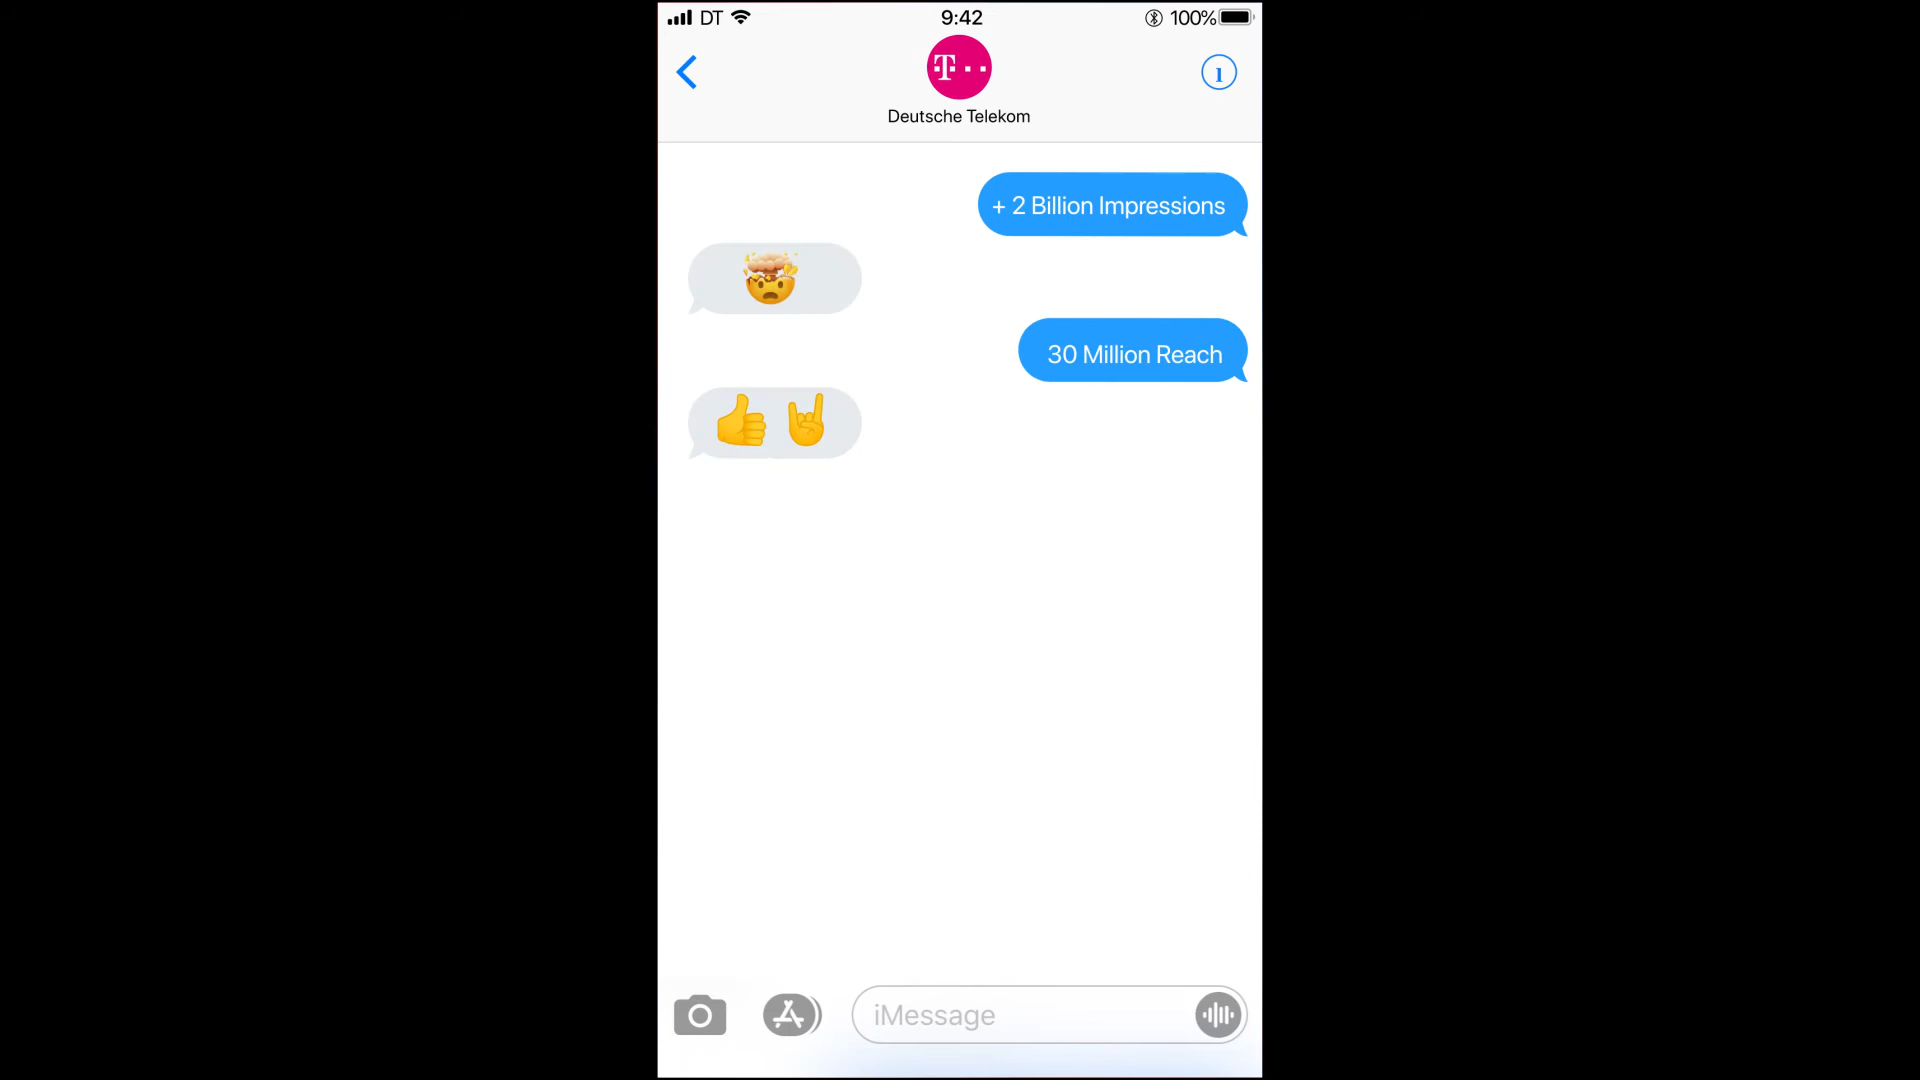 DT 9:42 100%
T
Deutsche Telekom
+ 2 Billion Impressions
30 Million Reach
iMessage